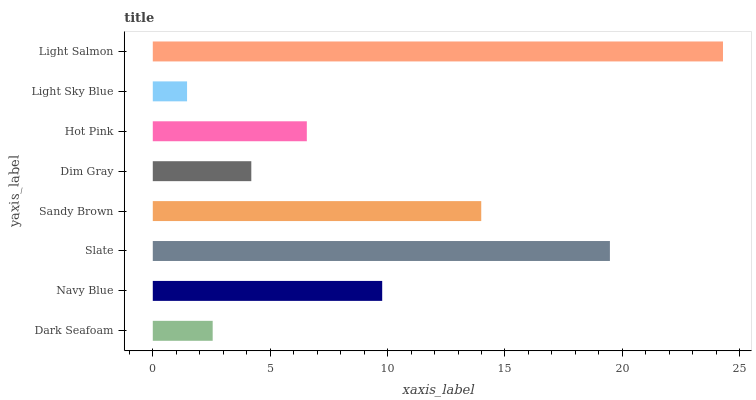 title
yaxis_label
Light Salmon
Light Sky Blue
Hot Pink
Dim Gray
Sandy Brown
Slate
Navy Blue
Dark Seafoam
0 5 10 15 20 25
xaxis_label